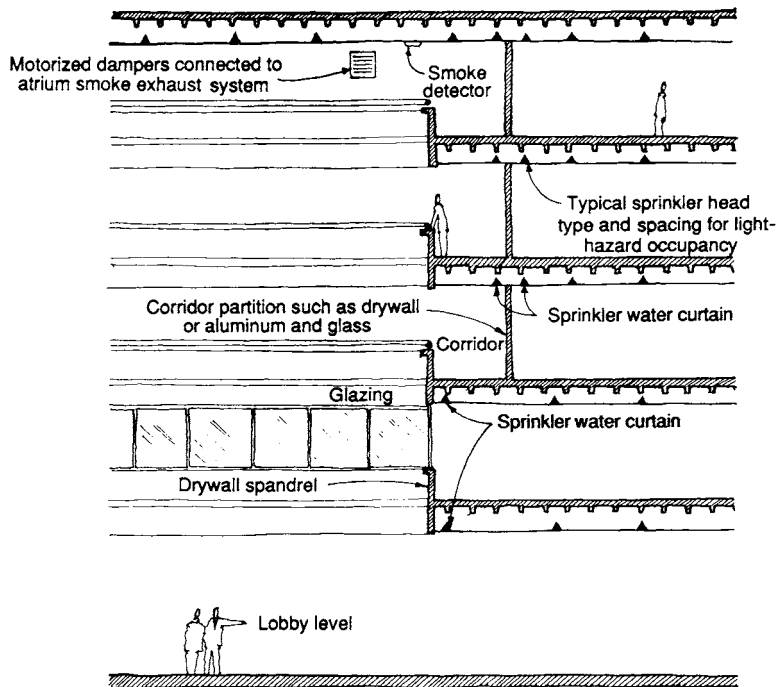 Motorized dampers connected to
atrium smoke exhaust system
Smoke
detector
Typical sprinkler head
type and spacing for light-
hazard occupancy
Corridor partition such as drywall
or aluminum and glass
Sprinkler water curtain
Corridor
Glazing
Sprinkler water curtain
Drywall spandrel
Lobby level